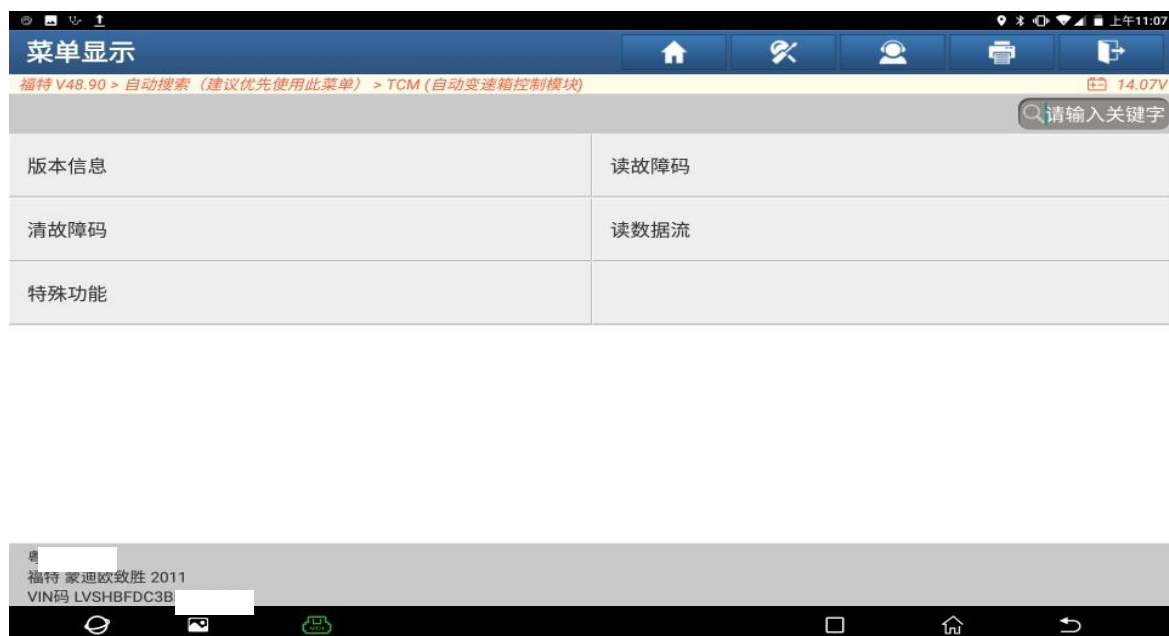 上午11:07
菜单显示
福特 V48.90 > 自动搜索（建议优先使用此菜单） > TCM (自动变速箱控制模块)
14.07V
请输入关键字
版本信息
读故障码
清故障码
读数据流
特殊功能
粤
福特 蒙迪欧致胜 2011
VIN码 LVSHBFDC3B
VCI